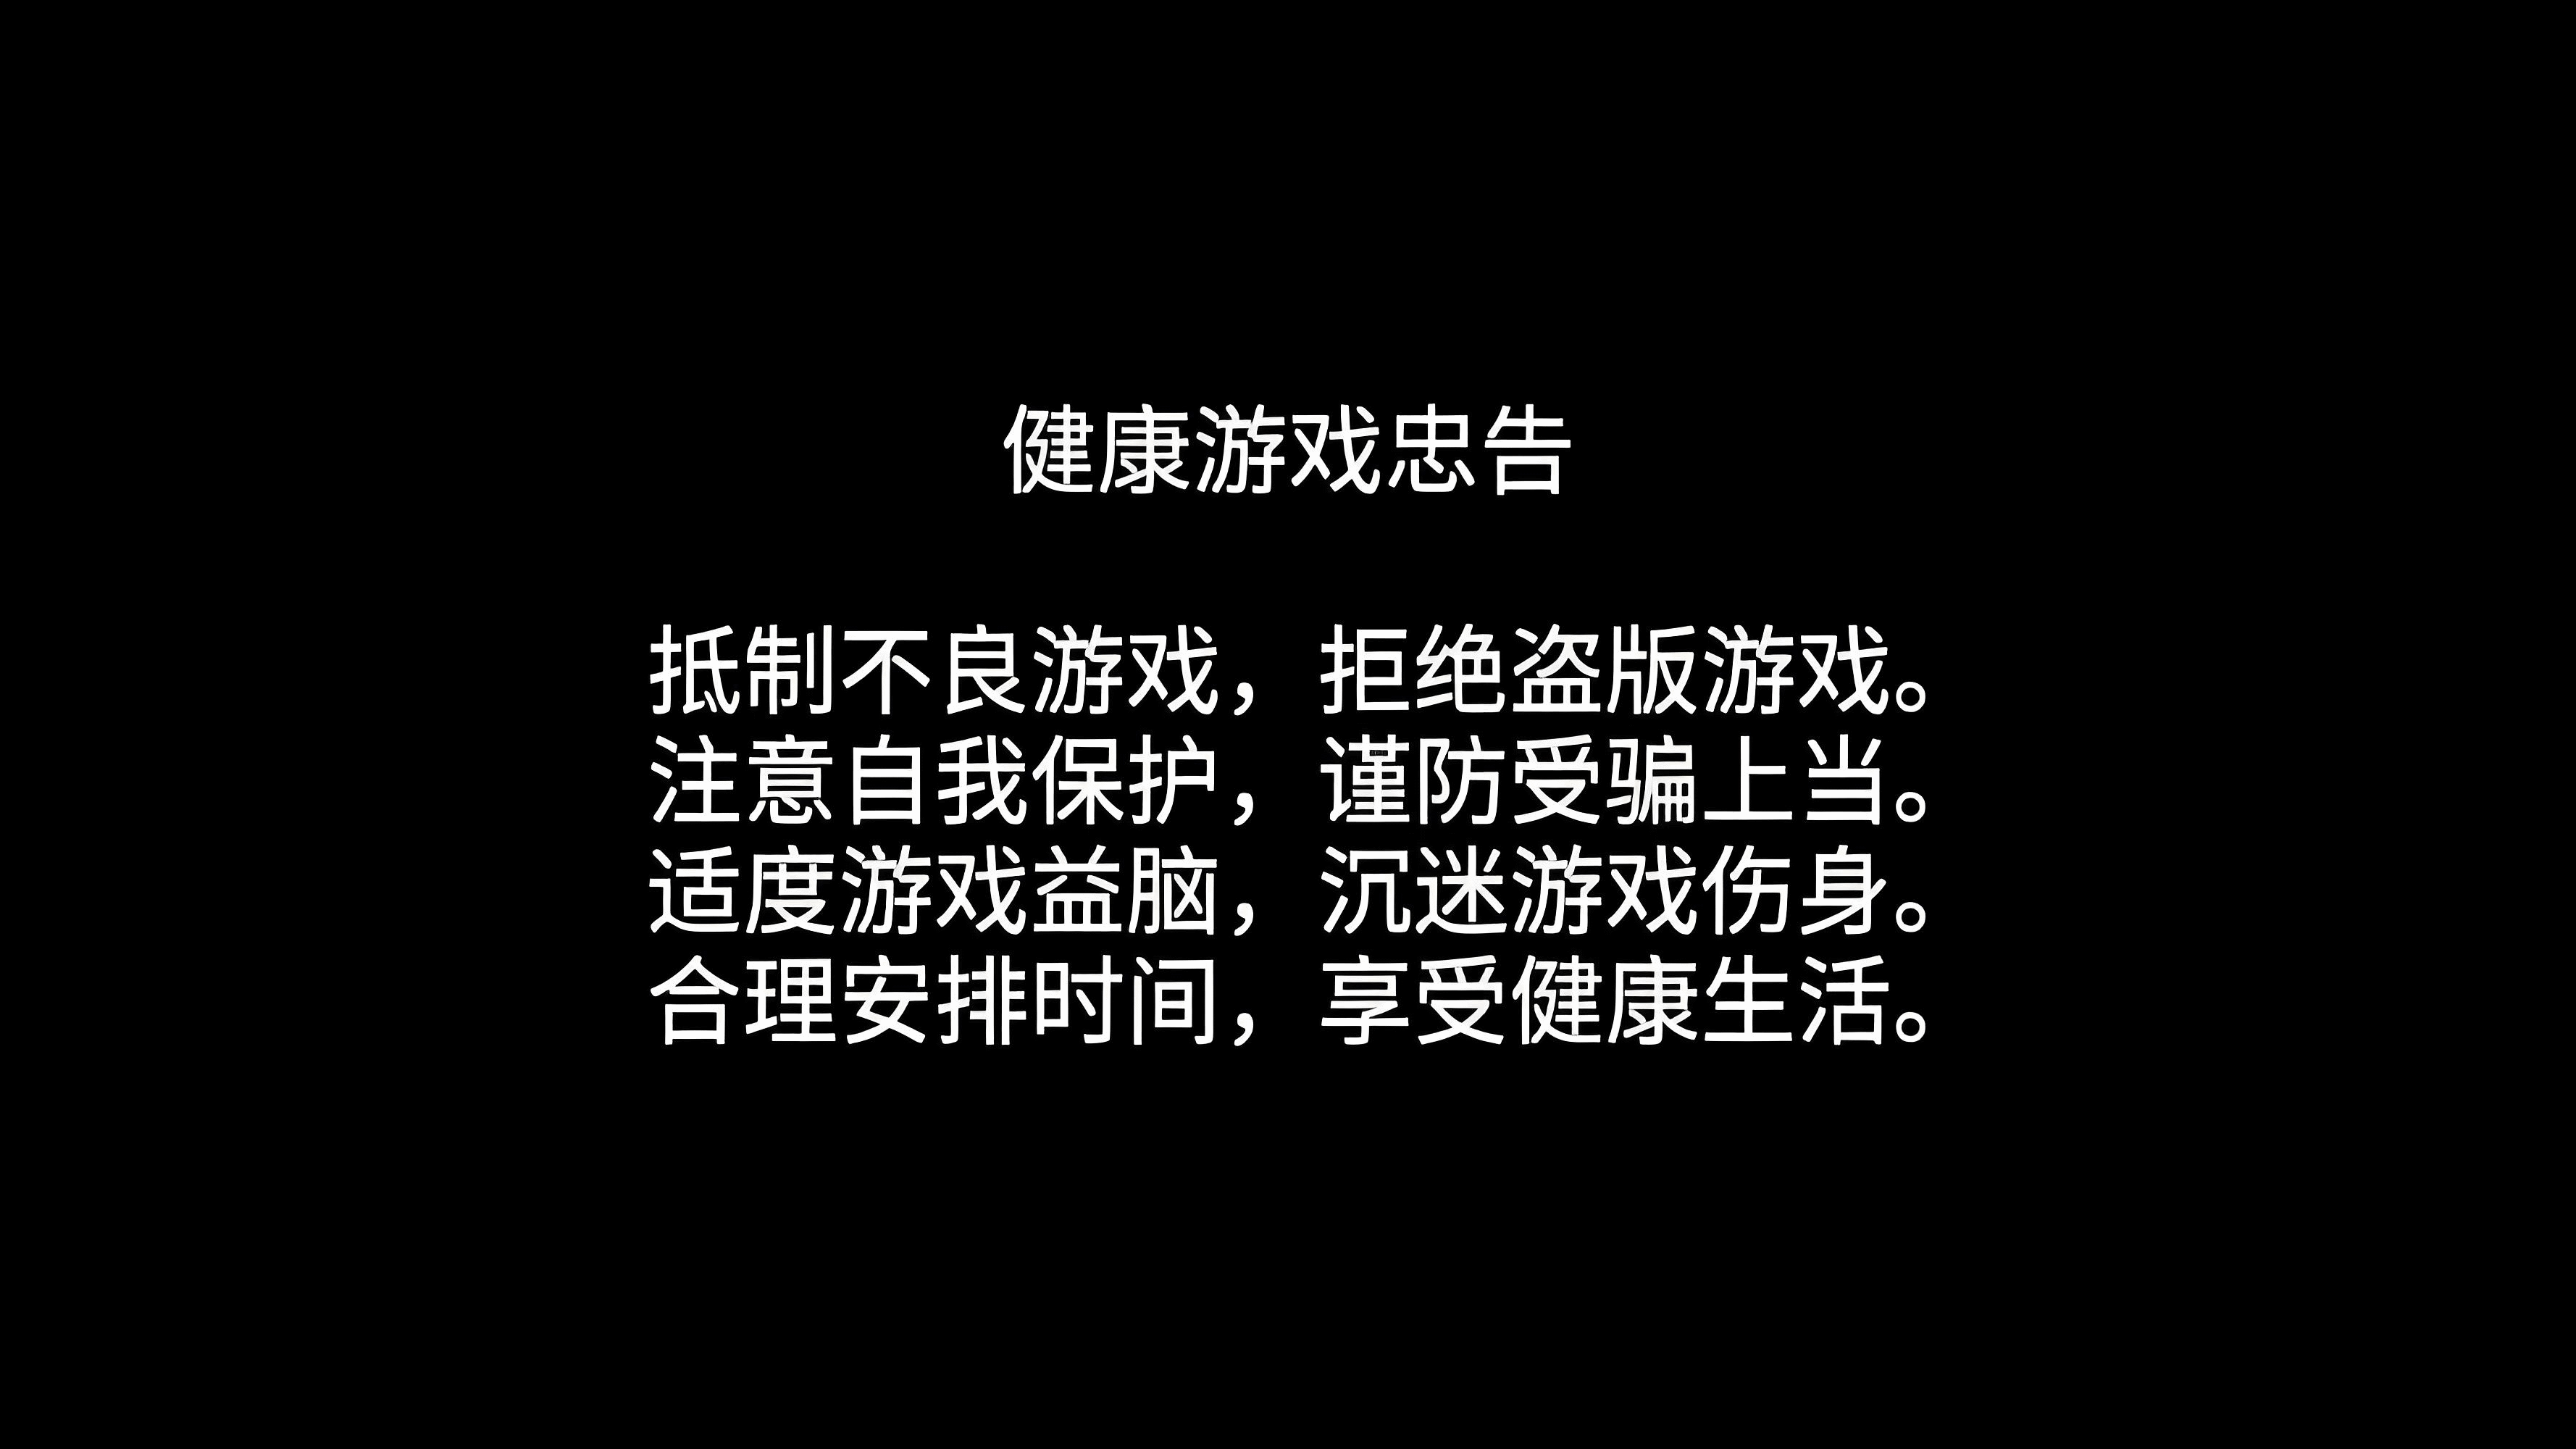 健康游戏忠告
抵制不良游戏，拒绝盗版游戏。
注意自我保护，谨防受骗上当。
适度游戏益脑，沉迷游戏伤身。
合理安排时间，享受健康生活。